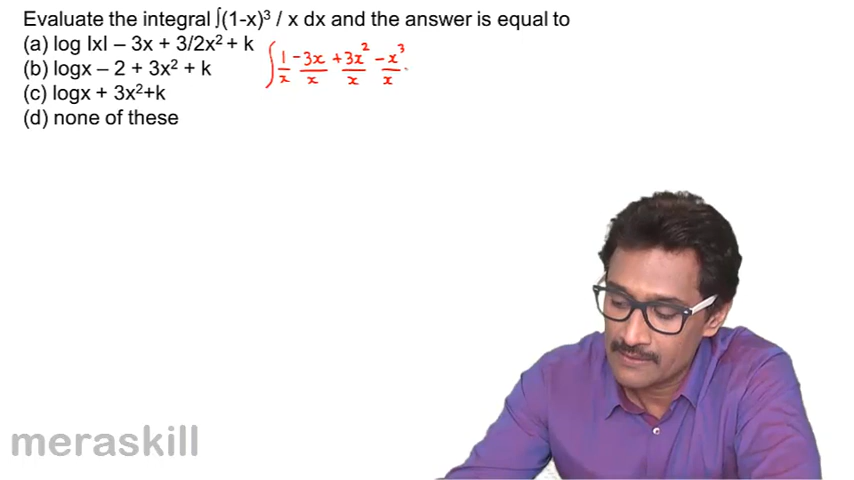 Evaluate the integral ∫(1-x)³ / x dx and the answer is equal to
(a) log lxl – 3x + 3/2x² + k
(b) logx – 2 + 3x² + k
(c) logx + 3x²+k
(d) none of these
∫ 1/x - 3x/x + 3x²/x - x³/x
meraskill